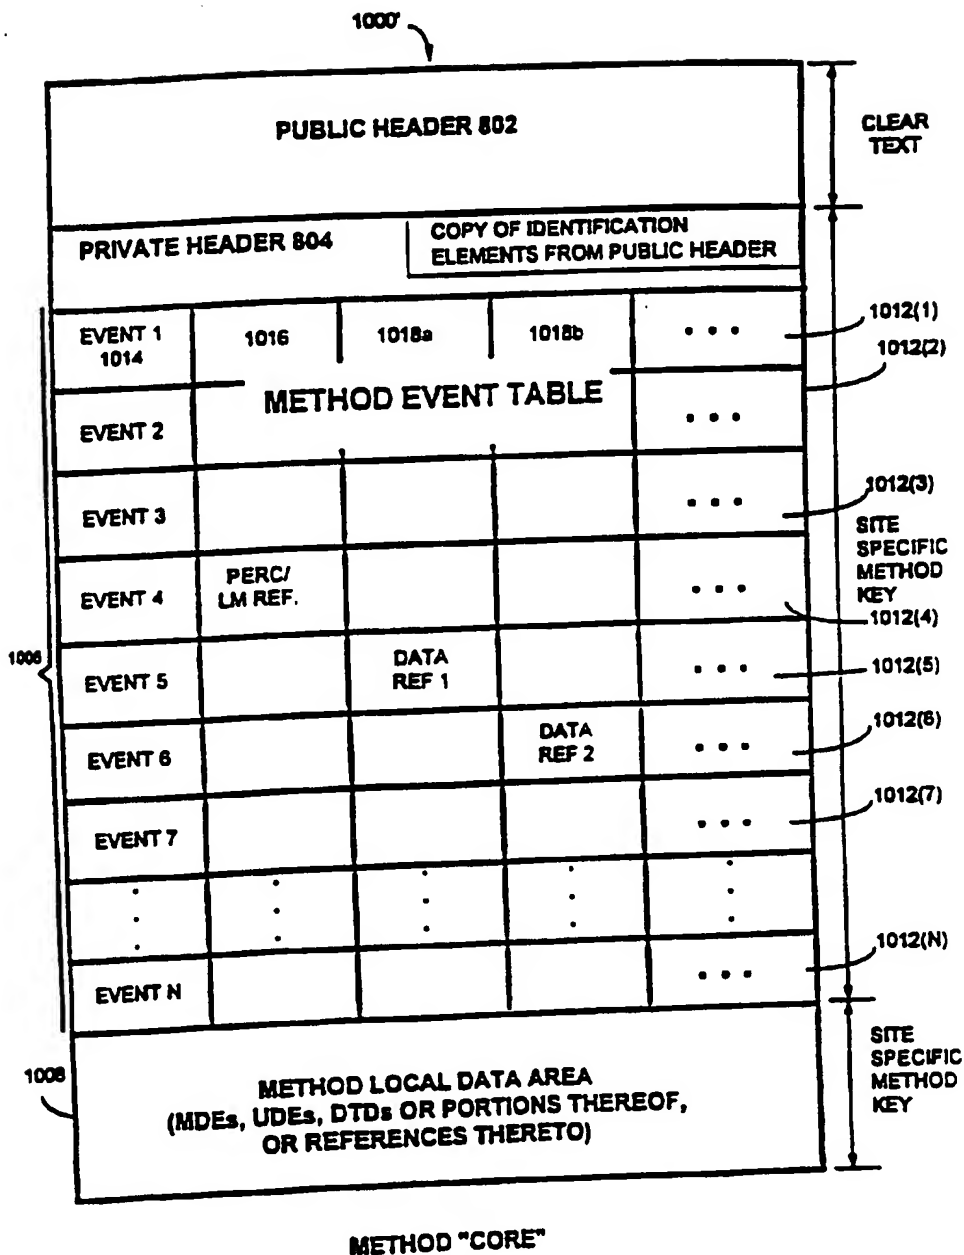 1000'
PUBLIC HEADER 802
CLEAR
TEXT
PRIVATE HEADER 804
COPY OF IDENTIFICATION
ELEMENTS FROM PUBLIC HEADER
EVENT 1
1014
1016
1018a
1018b
• • •
1012(1)
1012(2)
METHOD EVENT TABLE
EVENT 2
• • •
EVENT 3
• • •
1012(3)
SITE
SPECIFIC
METHOD
KEY
EVENT 4
PERC/
LM REF.
• • •
1012(4)
1006
EVENT 5
DATA
REF 1
• • •
1012(5)
EVENT 6
DATA
REF 2
• • •
1012(6)
EVENT 7
• • •
1012(7)
EVENT N
• • •
1012(N)
1008
METHOD LOCAL DATA AREA
(MDEs, UDEs, DTDs OR PORTIONS THEREOF,
OR REFERENCES THERETO)
SITE
SPECIFIC
METHOD
KEY
METHOD "CORE"